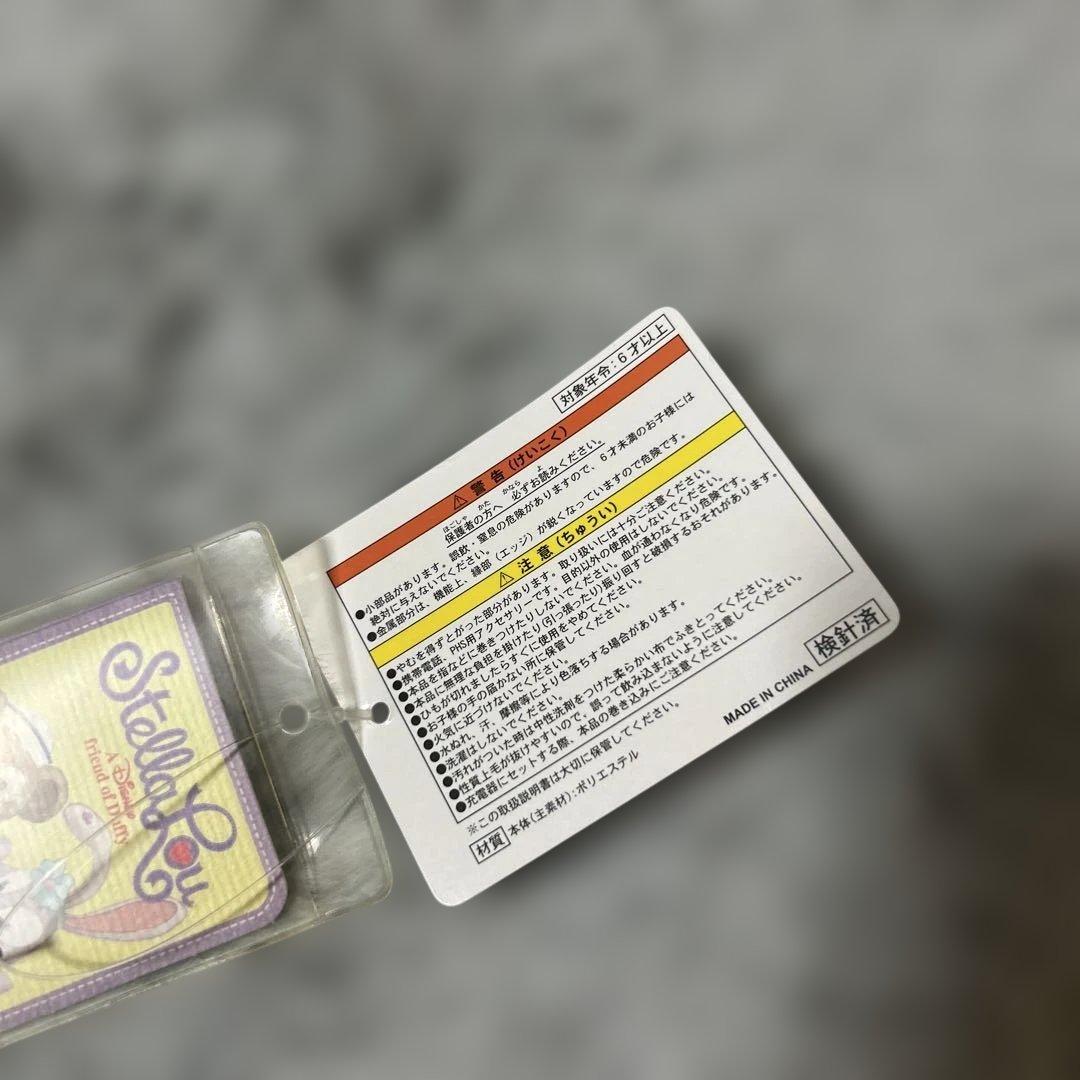 対象年令:6才以上
⚠警告(けいこく)
ほごしゃ かた かなら よ
保護者の方へ 必ずお読みください。
●小部品があります。誤飲・窒息の危険がありますので、6才未満のお子様には
絶対に与えないでください。
●金属部分は、機能上、縁部(エッジ)が鋭くなっていますので危険です。
⚠注意(ちゅうい)
●やむを得ずとがった部分があります。取り扱いには十分ご注意ください。
●携帯電話、PHS用アクセサリーです。目的以外の使用はしないでください。
●本品を指などに巻きつけたりしないでください。血が通わなくなり危険です。
●本品に無理な負担を掛けたり(引っ張ったり)振り回すと破損するおそれがあります。
●ひもが切れましたらすぐに使用をやめてください。
●お子様の手の届かない所に保管してください。
●火気に近づけないでください。
●水ぬれ、汗、摩擦等により色落ちする場合があります。
●洗濯はしないでください。
●汚れがついた時は中性洗剤をつけた柔らかい布でふきとってください。
●性質上毛が抜けやすいので、誤って飲み込まないように注意してください。
●充電器にセットする際、本品の巻き込みにご注意ください。
※この取扱説明書は大切に保管してください。
材質 本体(主素材):ポリエステル
MADE IN CHINA
検針済
Stella Lou
A Disney
friend of Duffy